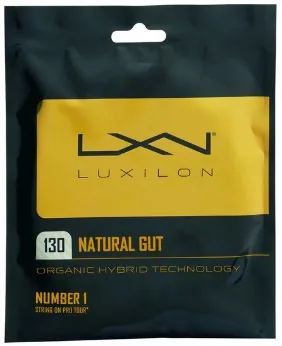 LXN
LUXILON
130 NATURAL GUT
ORGANIC HYBRID TECHNOLOGY
NUMBER 1
STRING ON PRO TOUR*